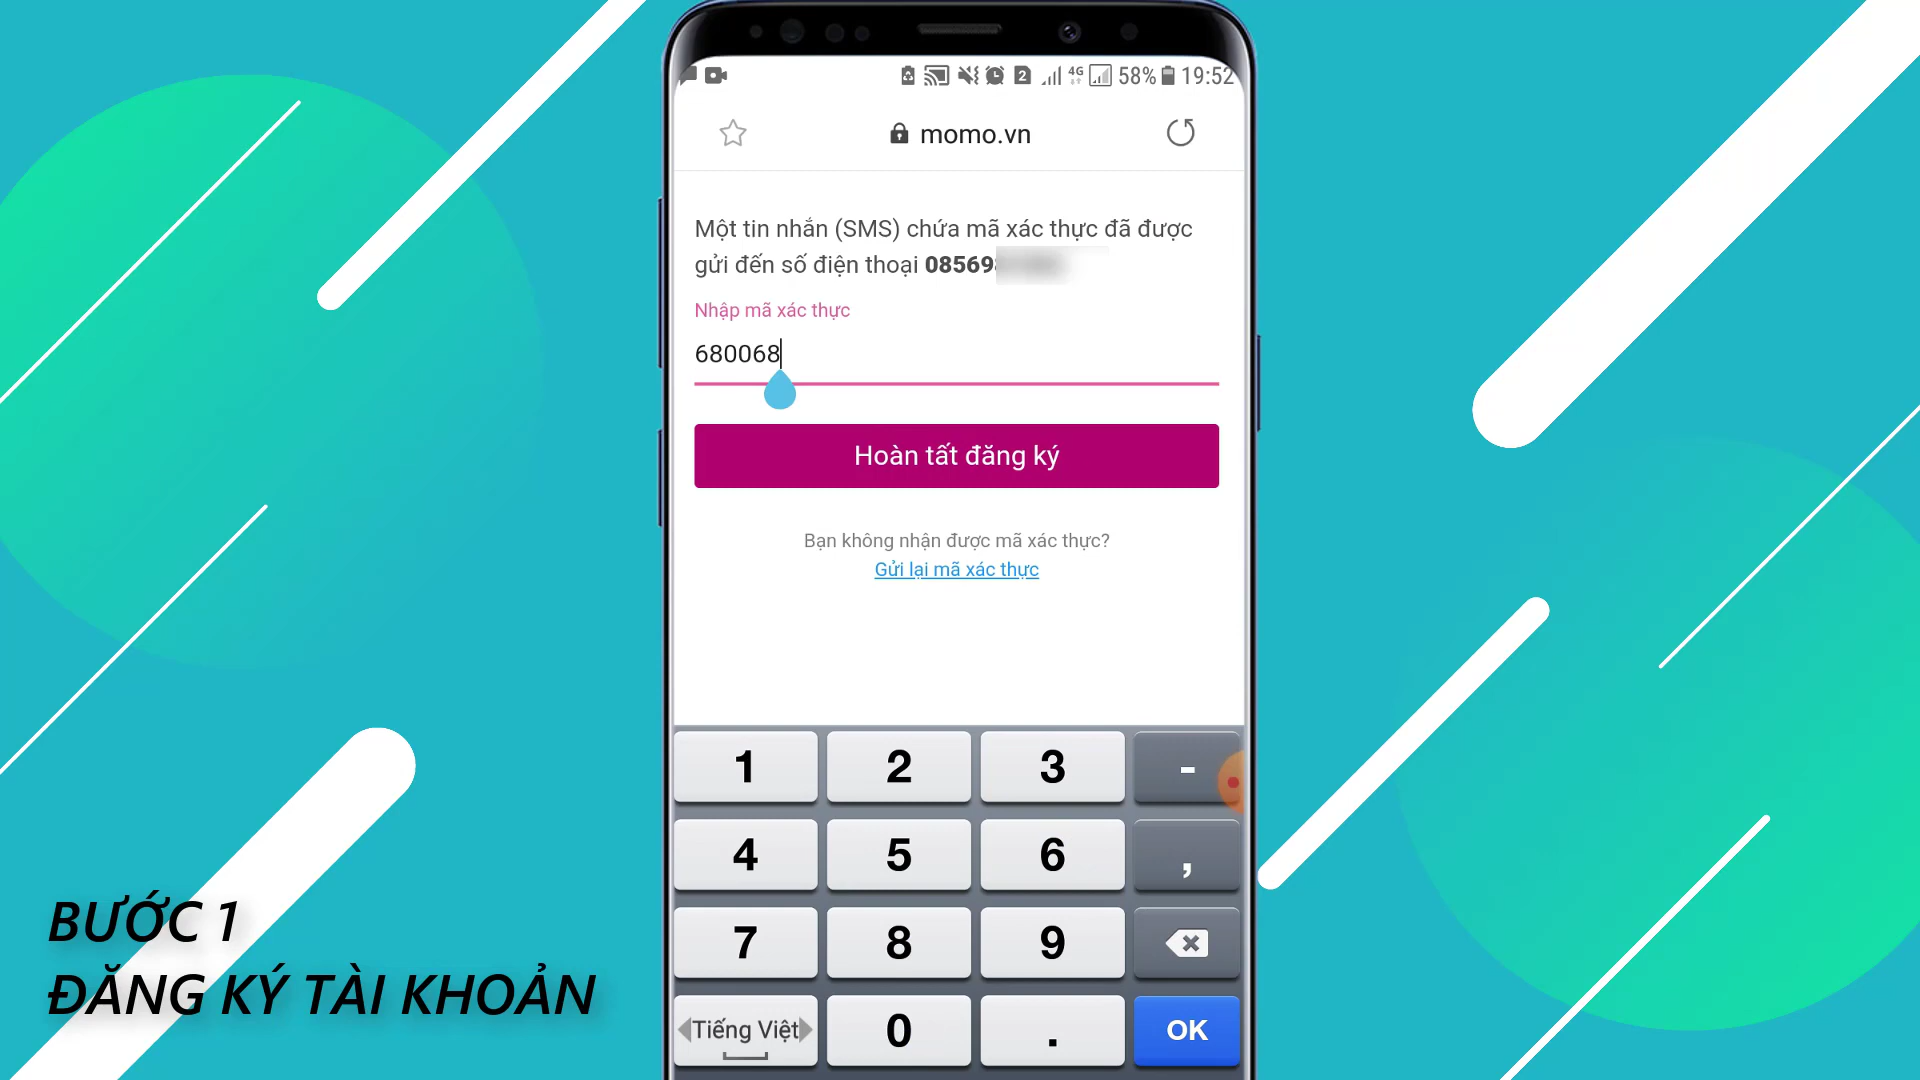 4G 58% 19:52
momo.vn
Một tin nhắn (SMS) chứa mã xác thực đã được
gửi đến số điện thoại 08569
Nhập mã xác thực
680068
Hoàn tất đăng ký
Bạn không nhận được mã xác thực?
Gửi lại mã xác thực
1 2 3 -
4 5 6 ,
7 8 9
Tiếng Việt 0 . OK
BƯỚC 1
ĐĂNG KÝ TÀI KHOẢN